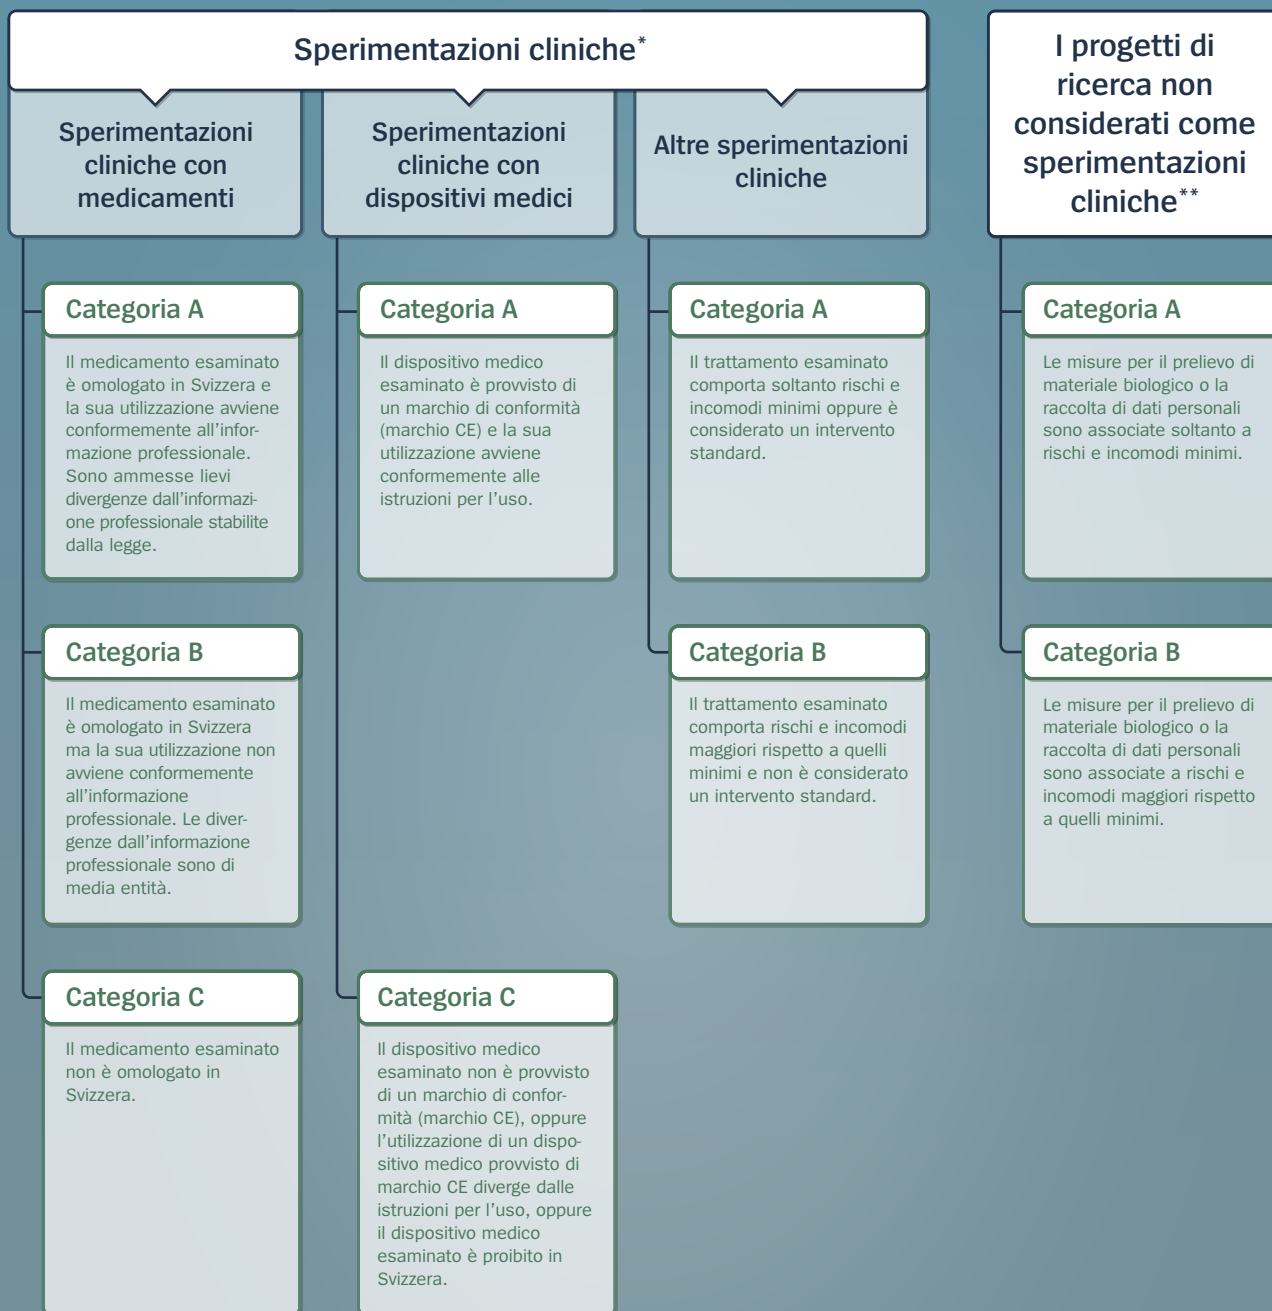 Sperimentazioni cliniche*
Sperimentazioni
cliniche con
medicamenti
Sperimentazioni
cliniche con
dispositivi medici
Altre sperimentazioni
cliniche
I progetti di
ricerca non
considerati come
sperimentazioni
cliniche**
Categoria A
Il medicamento esaminato
è omologato in Svizzera e
la sua utilizzazione avviene
conformemente all'infor-
mazione professionale.
Sono ammesse lievi
divergenze dall'informazi-
one professionale stabilite
dalla legge.
Categoria A
Il dispositivo medico
esaminato è provvisto di
un marchio di conformità
(marchio CE) e la sua
utilizzazione avviene
conformemente alle
istruzioni per l'uso.
Categoria A
Il trattamento esaminato
comporta soltanto rischi e
incomodi minimi oppure è
considerato un intervento
standard.
Categoria A
Le misure per il prelievo di
materiale biologico o la
raccolta di dati personali
sono associate soltanto a
rischi e incomodi minimi.
Categoria B
Il medicamento esaminato
è omologato in Svizzera
ma la sua utilizzazione non
avviene conformemente
all'informazione
professionale. Le diver-
genze dall'informazione
professionale sono di
media entità.
Categoria B
Il trattamento esaminato
comporta rischi e incomodi
maggiori rispetto a quelli
minimi e non è considerato
un intervento standard.
Categoria B
Le misure per il prelievo di
materiale biologico o la
raccolta di dati personali
sono associate a rischi e
incomodi maggiori rispetto
a quelli minimi.
Categoria C
Il medicamento esaminato
non è omologato in
Svizzera.
Categoria C
Il dispositivo medico
esaminato non è provvisto
di un marchio di confor-
mità (marchio CE), oppure
l'utilizzazione di un dispo-
sitivo medico provvisto di
marchio CE diverge dalle
istruzioni per l'uso, oppure
il dispositivo medico
esaminato è proibito in
Svizzera.